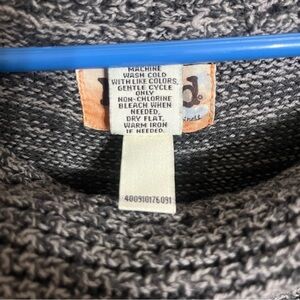 MACHINE
WASH COLD
WITH LIKE COLORS,
GENTLE CYCLE
ONLY
NON-CHLORINE
BLEACH WHEN
NEEDED.
DRY FLAT,
WARM IRON
IF NEEDED.
400910176091